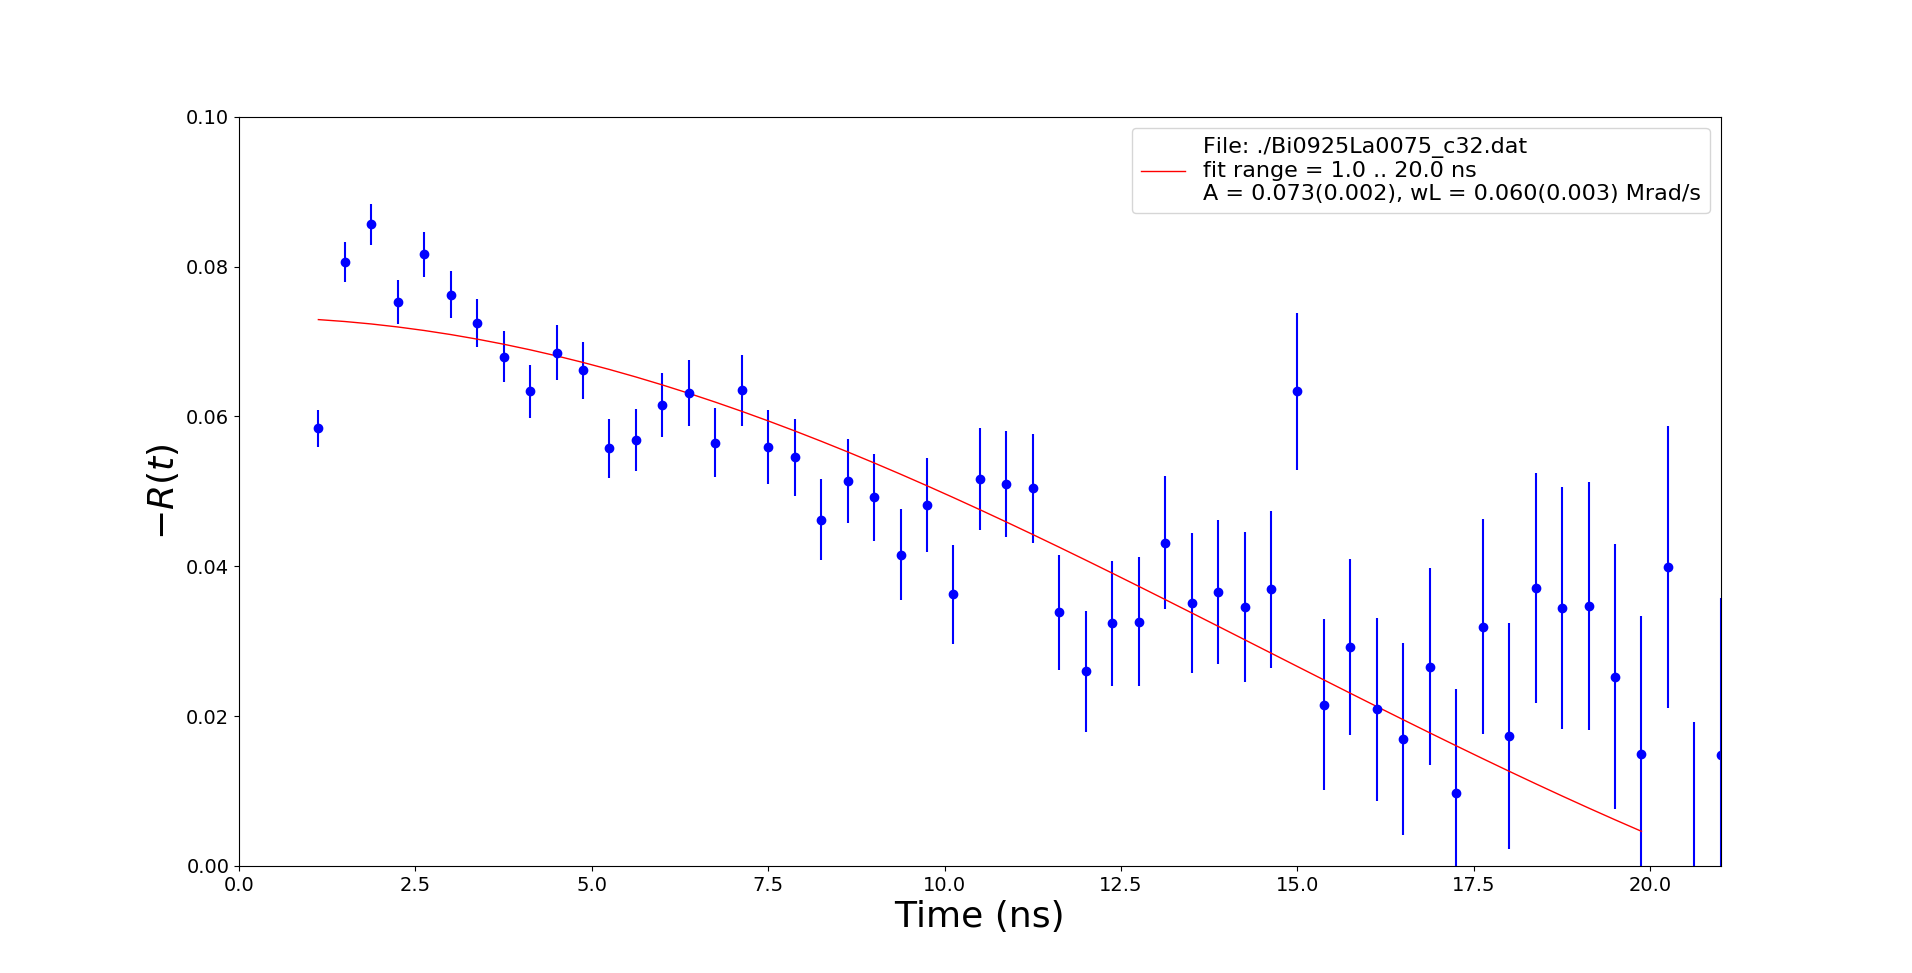 File: ./Bi0925La0075_c32.dat
fit range = 1.0 .. 20.0 ns
A = 0.073(0.002), wL = 0.060(0.003) Mrad/s
0.10
0.08
0.06
0.04
0.02
0.00
−R(t)
0.0 2.5 5.0 7.5 10.0 12.5 15.0 17.5 20.0
Time (ns)